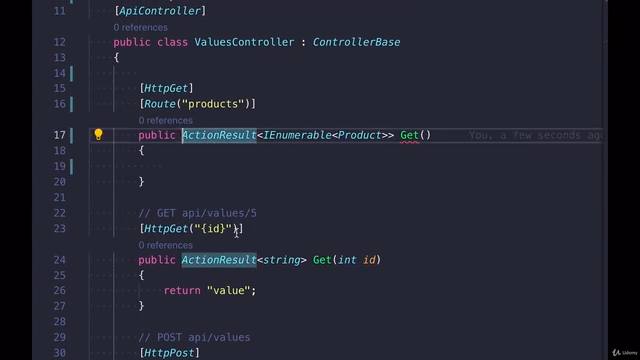 11 [ApiController]
0 references
12 public class ValuesController : ControllerBase
13 {
14
15 [HttpGet]
16 [Route("products")]
0 references
17 public ActionResult<IEnumerable<Product>> Get() You, a few seconds ago
18 {
19
20 }
21
22 // GET api/values/5
23 [HttpGet("{id}")]
0 references
24 public ActionResult<string> Get(int id)
25 {
26 return "value";
27 }
28
29 // POST api/values
30 [HttpPost]
Udemy